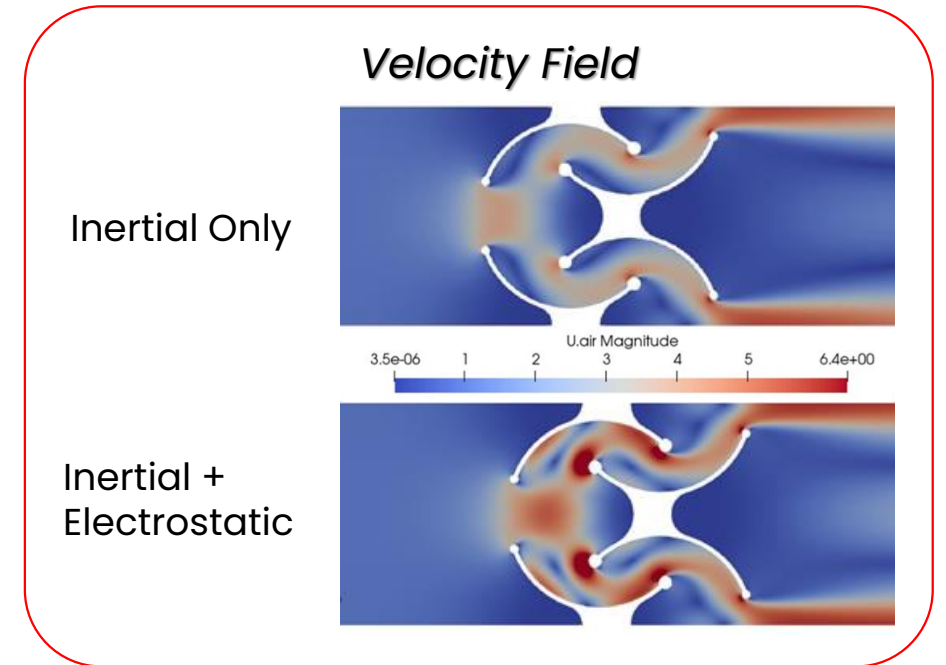 Velocity Field
Inertial Only
U.air Magnitude
3.5e-06 1 2 3 4 5 6.4e+00
Inertial +
Electrostatic